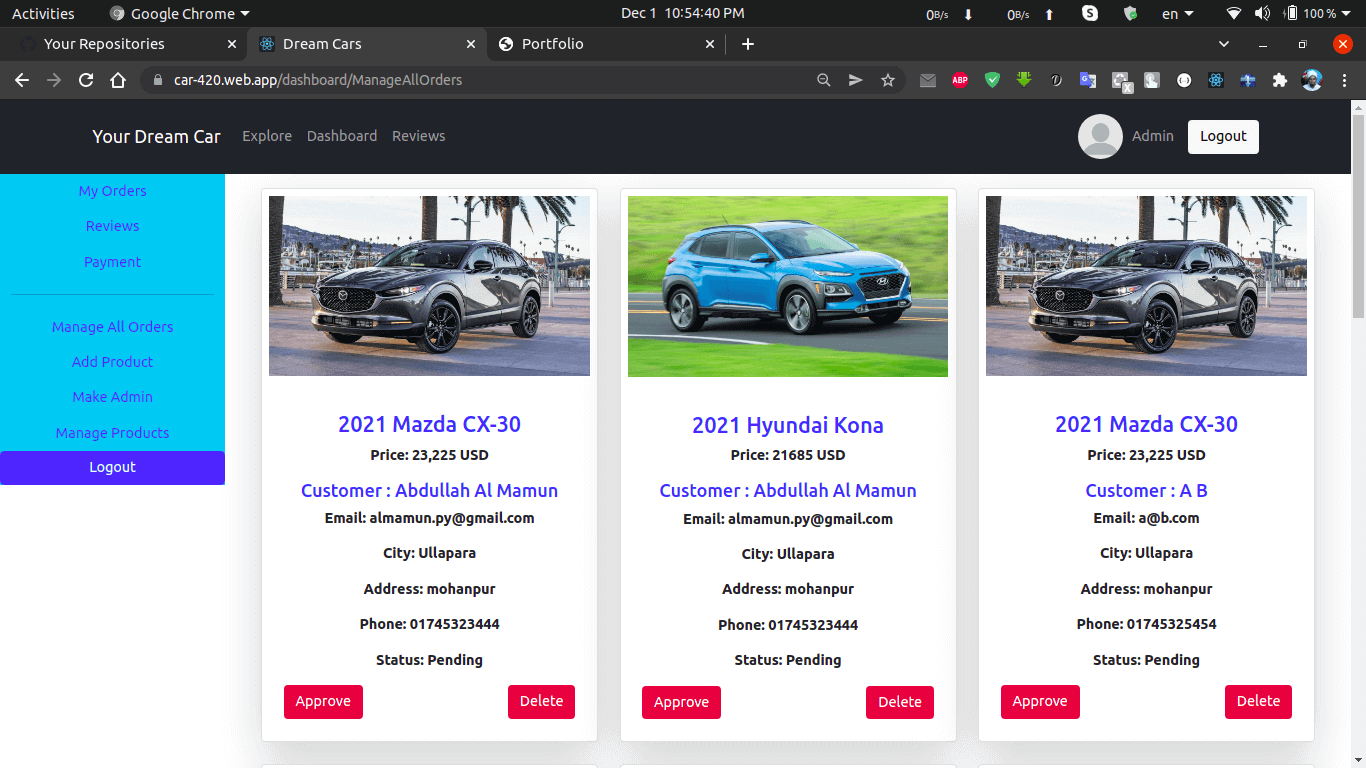 Activities Google Chrome Dec 1 10:54:40 PM 0B/s 0B/s S en 100 %
Your Repositories Dream Cars Portfolio
car-420.web.app/dashboard/ManageAllOrders ABP
Your Dream Car Explore Dashboard Reviews Admin Logout
My Orders
Reviews
Payment
Manage All Orders
Add Product
Make Admin
Manage Products
Logout
2021 Mazda CX-30
Price: 23,225 USD
Customer : Abdullah Al Mamun
Email: almamun.py@gmail.com
City: Ullapara
Address: mohanpur
Phone: 01745323444
Status: Pending
Approve Delete
2021 Hyundai Kona
Price: 21685 USD
Customer : Abdullah Al Mamun
Email: almamun.py@gmail.com
City: Ullapara
Address: mohanpur
Phone: 01745323444
Status: Pending
Approve Delete
2021 Mazda CX-30
Price: 23,225 USD
Customer : A B
Email: a@b.com
City: Ullapara
Address: mohanpur
Phone: 01745325454
Status: Pending
Approve Delete